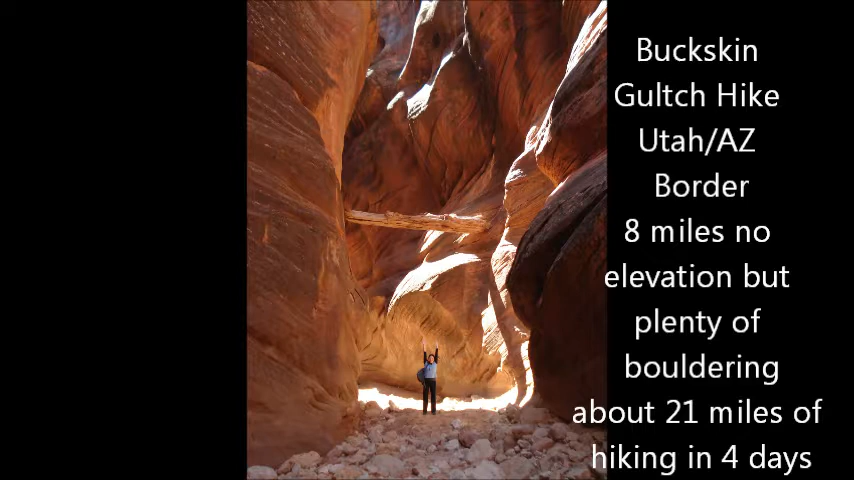 Buckskin
Gultch Hike
Utah/AZ
Border
8 miles no
elevation but
plenty of
bouldering
about 21 miles of
hiking in 4 days